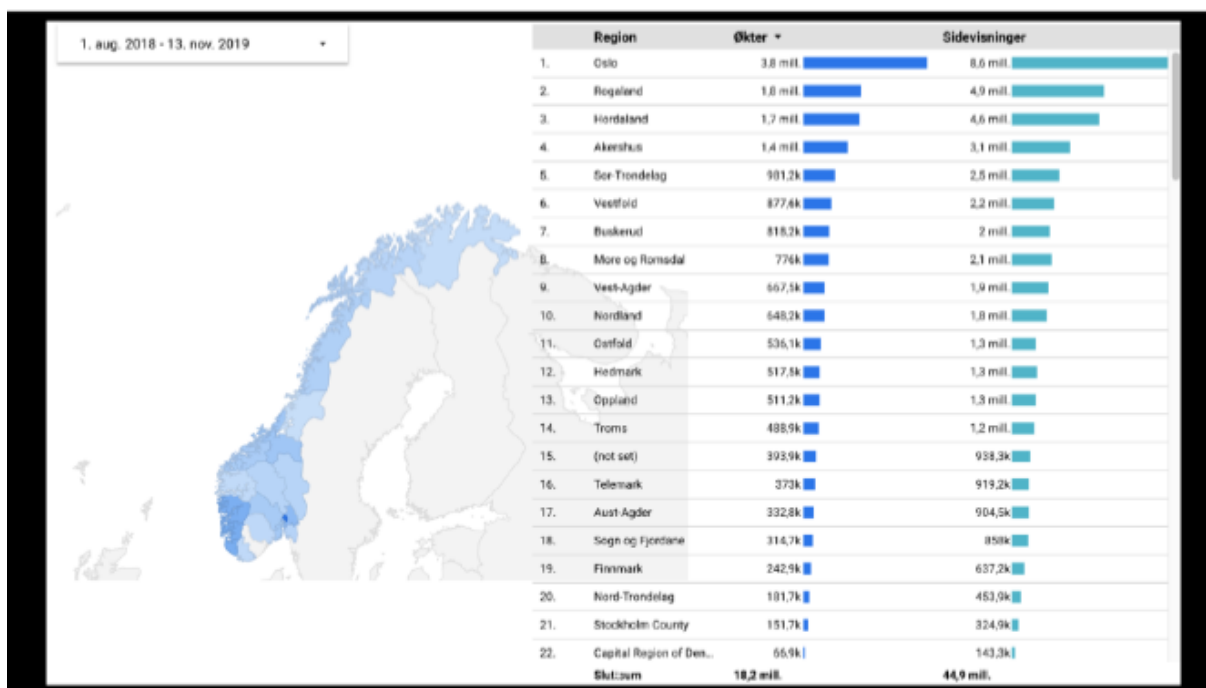 1. aug. 2018 - 13. nov. 2019
Region Økter Sidevisninger
1. Oslo 3,8 mill. 8,6 mill.
2. Rogaland 1,8 mill. 4,9 mill.
3. Hordaland 1,7 mill. 4,6 mill.
4. Akershus 1,4 mill. 3,1 mill.
5. Sor-Trondelag 981,2k 2,5 mill.
6. Vestfold 877,6k 2,2 mill.
7. Buskerud 818,2k 2 mill.
8. More og Romsdal 776k 2,1 mill.
9. Vest-Agder 667,5k 1,9 mill.
10. Nordland 648,2k 1,8 mill.
11. Ostfold 536,1k 1,3 mill.
12. Hedmark 517,5k 1,3 mill.
13. Oppland 511,2k 1,3 mill.
14. Troms 488,9k 1,2 mill.
15. (not set) 393,9k 938,3k
16. Telemark 373k 919,2k
17. Aust-Agder 332,8k 904,5k
18. Sogn og Fjordane 314,7k 858k
19. Finnmark 242,9k 637,2k
20. Nord-Trondelag 181,7k 453,9k
21. Stockholm County 151,7k 324,9k
22. Capital Region of Den... 66,9k 143,3k
Sluttsum 18,2 mill. 44,9 mill.